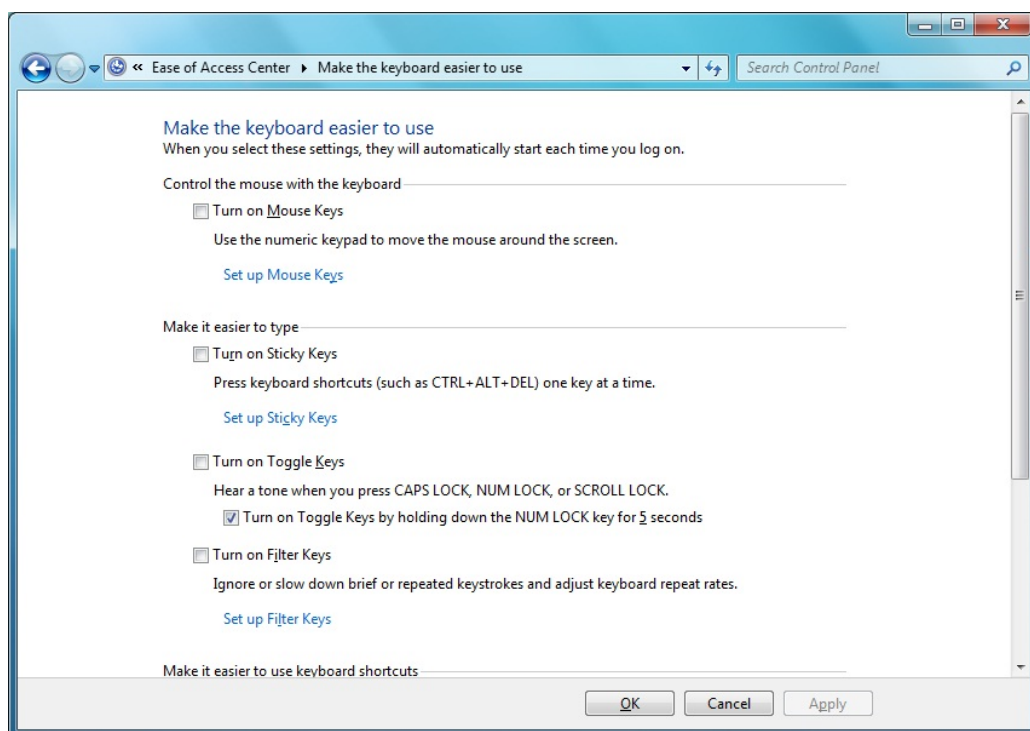 « Ease of Access Center ▸ Make the keyboard easier to use
Search Control Panel
Make the keyboard easier to use
When you select these settings, they will automatically start each time you log on.
Control the mouse with the keyboard
Turn on Mouse Keys
Use the numeric keypad to move the mouse around the screen.
Set up Mouse Keys
Make it easier to type
Turn on Sticky Keys
Press keyboard shortcuts (such as CTRL+ALT+DEL) one key at a time.
Set up Sticky Keys
Turn on Toggle Keys
Hear a tone when you press CAPS LOCK, NUM LOCK, or SCROLL LOCK.
Turn on Toggle Keys by holding down the NUM LOCK key for 5 seconds
Turn on Filter Keys
Ignore or slow down brief or repeated keystrokes and adjust keyboard repeat rates.
Set up Filter Keys
Make it easier to use keyboard shortcuts
OK Cancel Apply